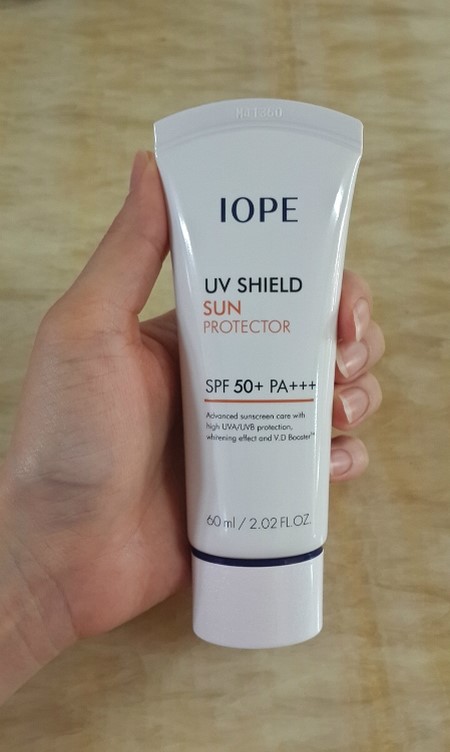 IOPE
UV SHIELD
SUN
PROTECTOR
SPF 50+ PA+++
Advanced sunscreen care with
high UVA/UVB protection,
whitening effect and V.D Booster™
60 ml / 2.02 FL.OZ.